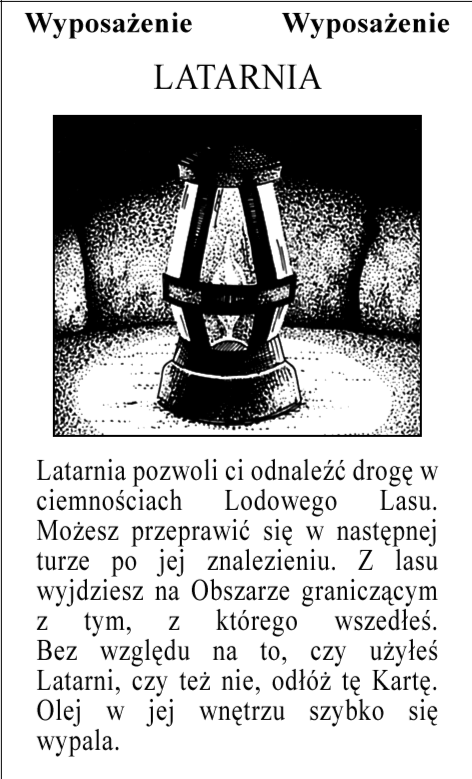 Wyposażenie Wyposażenie
LATARNIA
Latarnia pozwoli ci odnaleźć drogę w
ciemnościach Lodowego Lasu.
Możesz przeprawić się w następnej
turze po jej znalezieniu. Z lasu
wyjdziesz na Obszarze graniczącym
z tym, z którego wszedłeś.
Bez względu na to, czy użyłeś
Latarni, czy też nie, odłóż tę Kartę.
Olej w jej wnętrzu szybko się
wypala.